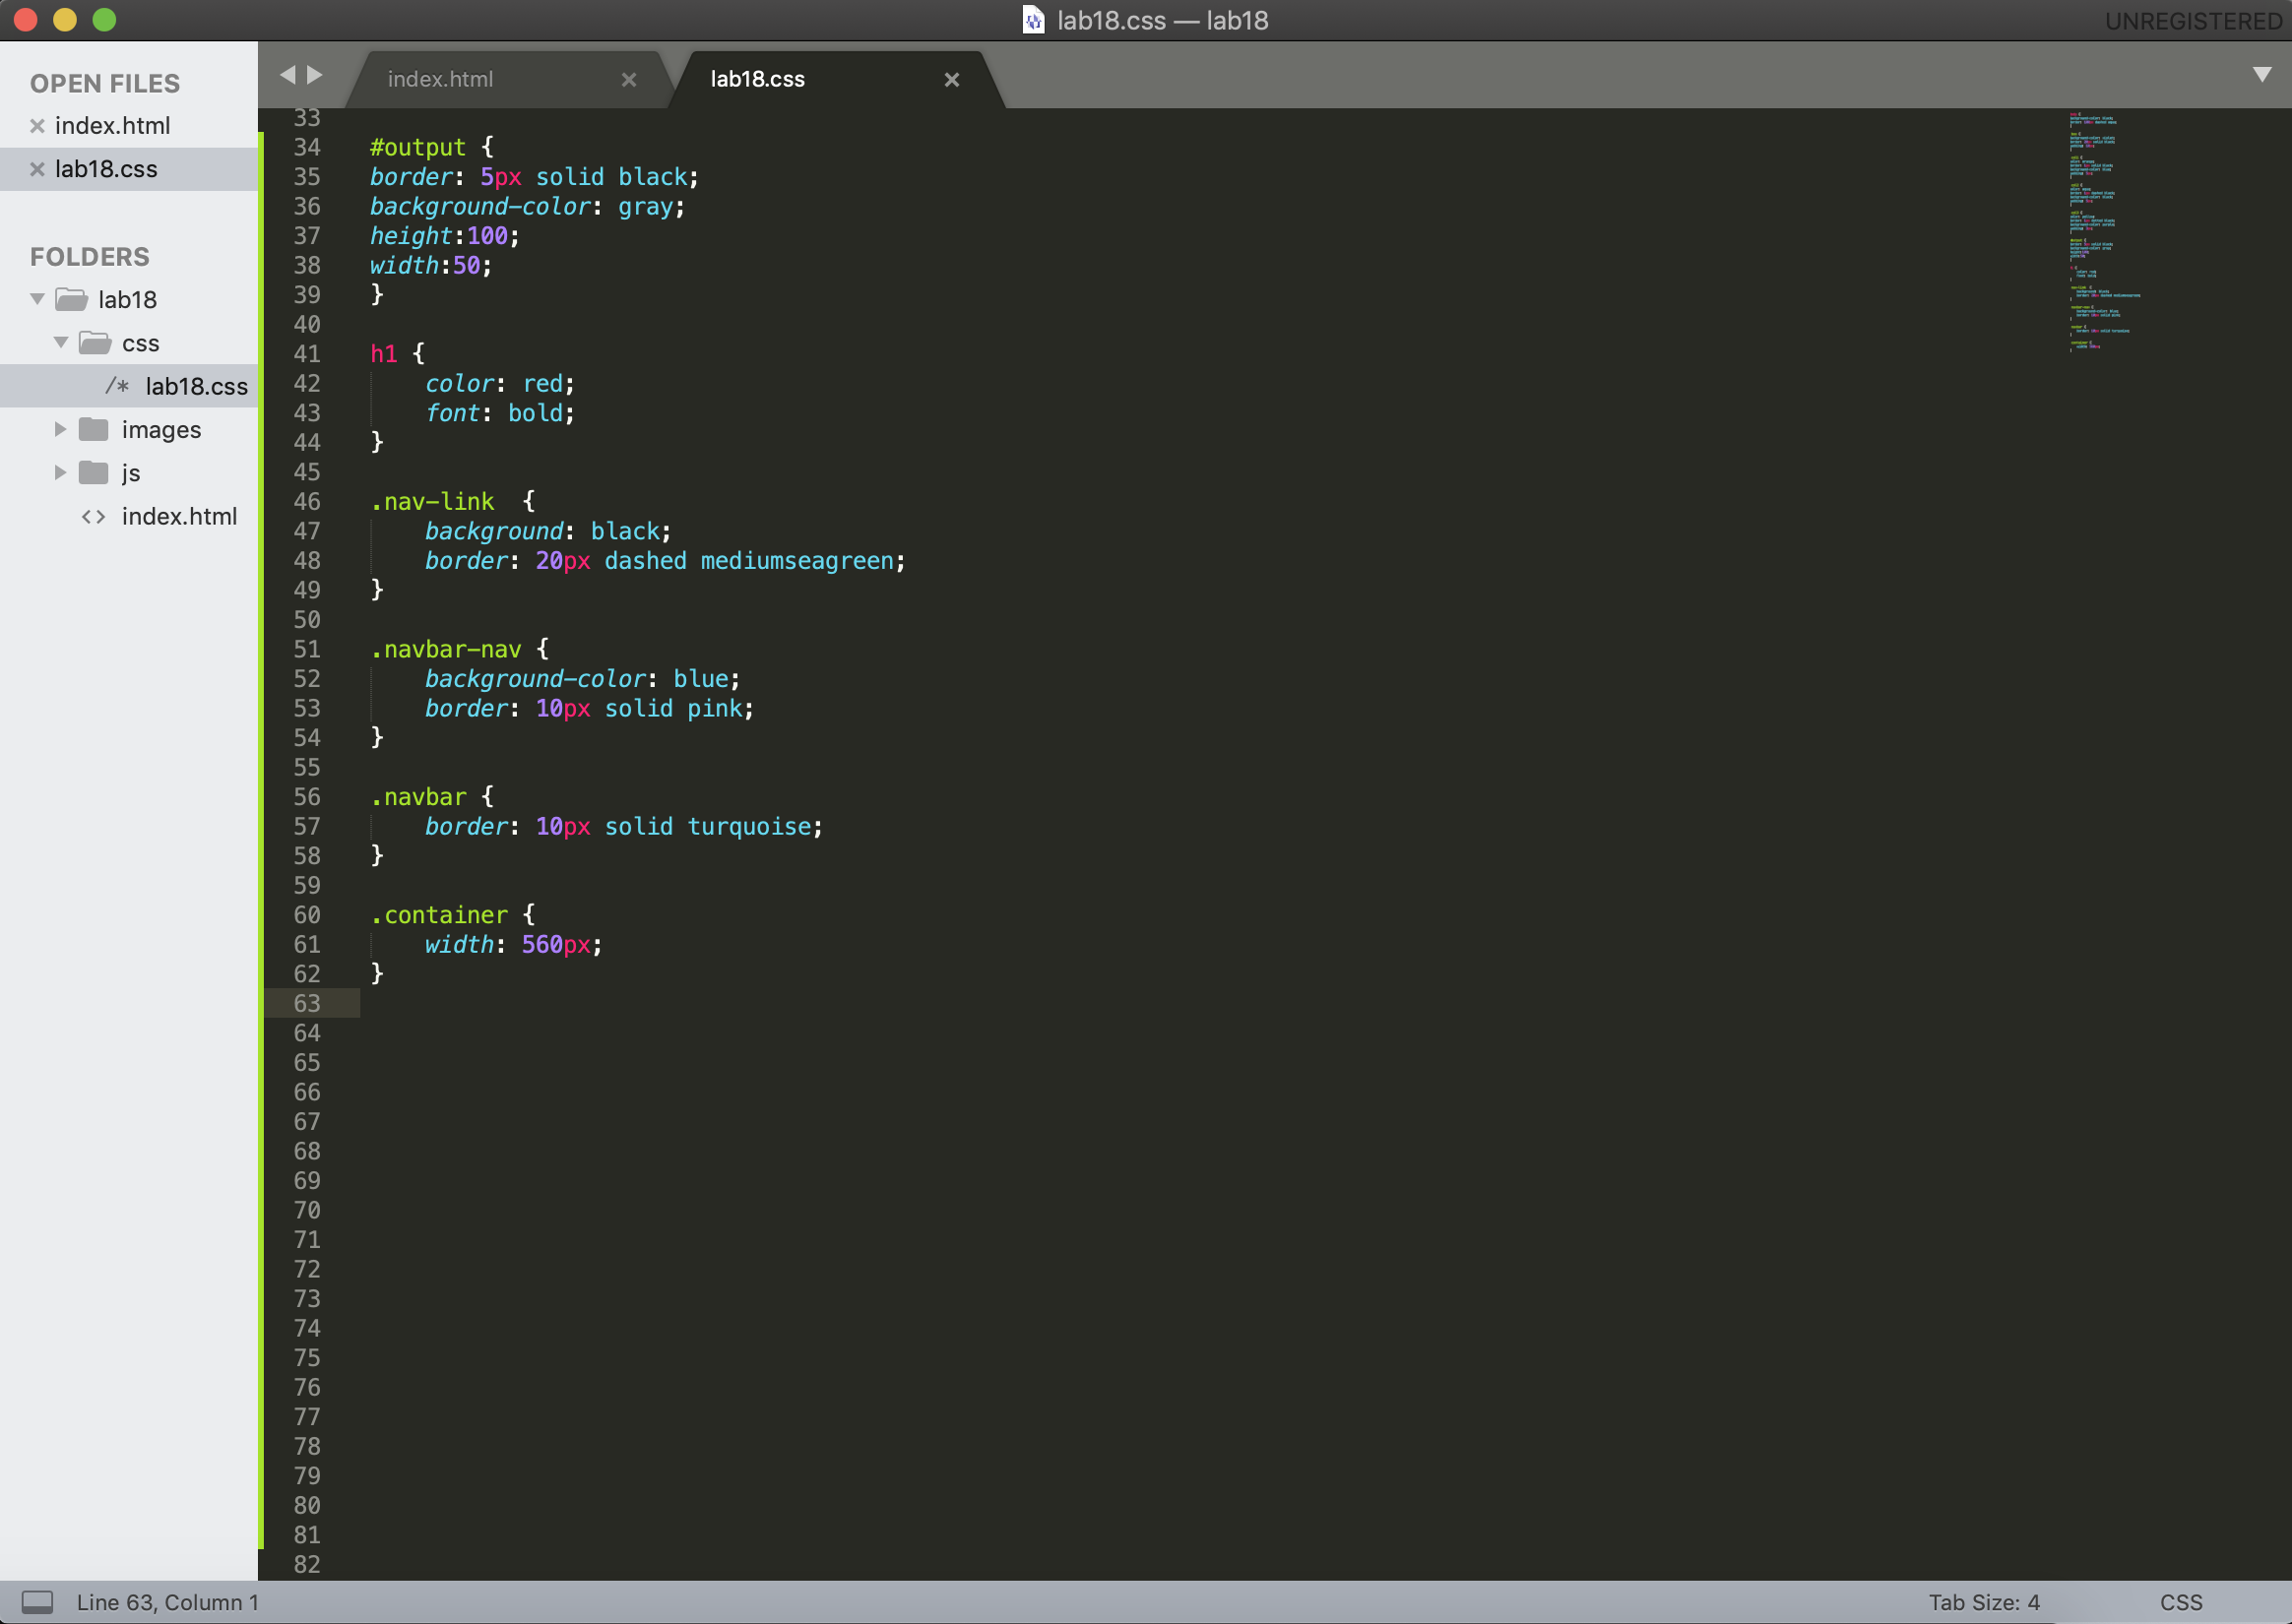 lab18.css — lab18
UNREGISTERED
OPEN FILES
index.html
lab18.css
FOLDERS
lab18
css
/* lab18.css
images
js
<> index.html
index.html
lab18.css
33
34 #output {
35 border: 5px solid black;
36 background-color: gray;
37 height:100;
38 width:50;
39 }
40
41 h1 {
42     color: red;
43     font: bold;
44 }
45
46 .nav-link  {
47     background: black;
48     border: 20px dashed mediumseagreen;
49 }
50
51 .navbar-nav {
52     background-color: blue;
53     border: 10px solid pink;
54 }
55
56 .navbar {
57     border: 10px solid turquoise;
58 }
59
60 .container {
61     width: 560px;
62 }
63
64
65
66
67
68
69
70
71
72
73
74
75
76
77
78
79
80
81
82
Line 63, Column 1
Tab Size: 4
CSS